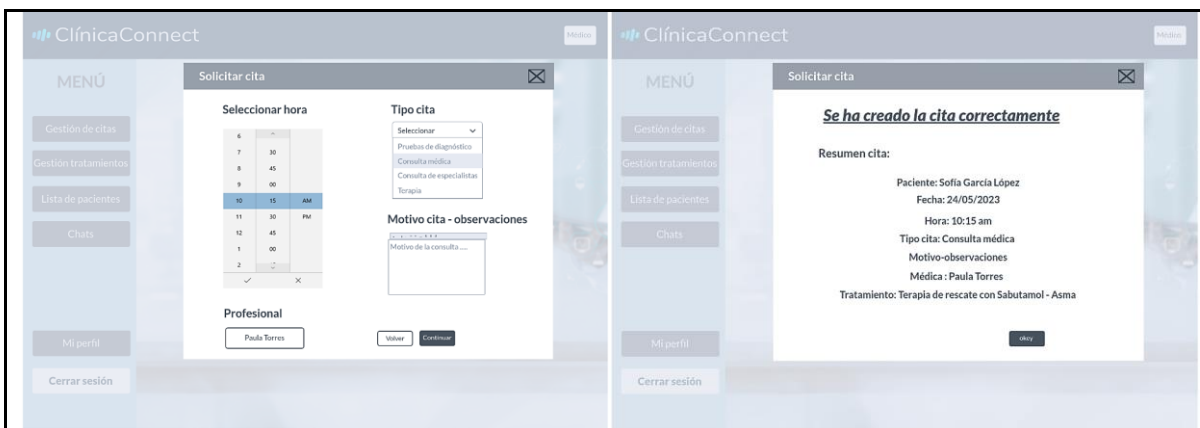 ClínicaConnect
Médico
MENÚ
Gestión de citas
Gestión tratamientos
Lista de pacientes
Chats
Mi perfil
Cerrar sesión
Solicitar cita
Seleccionar hora
6
7 30
8 45
9 00
10 15 AM
11 30 PM
12 45
1 00
2
Profesional
Paula Torres
Tipo cita
Seleccionar
Pruebas de diagnóstico
Consulta médica
Consulta de especialistas
Terapia
Motivo cita - observaciones
Motivo de la consulta .....
Volver Continuar
ClínicaConnect
Médico
MENÚ
Gestión de citas
Gestión tratamientos
Lista de pacientes
Chats
Mi perfil
Cerrar sesión
Solicitar cita
Se ha creado la cita correctamente
Resumen cita:
Paciente: Sofía García López
Fecha: 24/05/2023
Hora: 10:15 am
Tipo cita: Consulta médica
Motivo-observaciones
Médica : Paula Torres
Tratamiento: Terapia de rescate con Sabutamol - Asma
okey